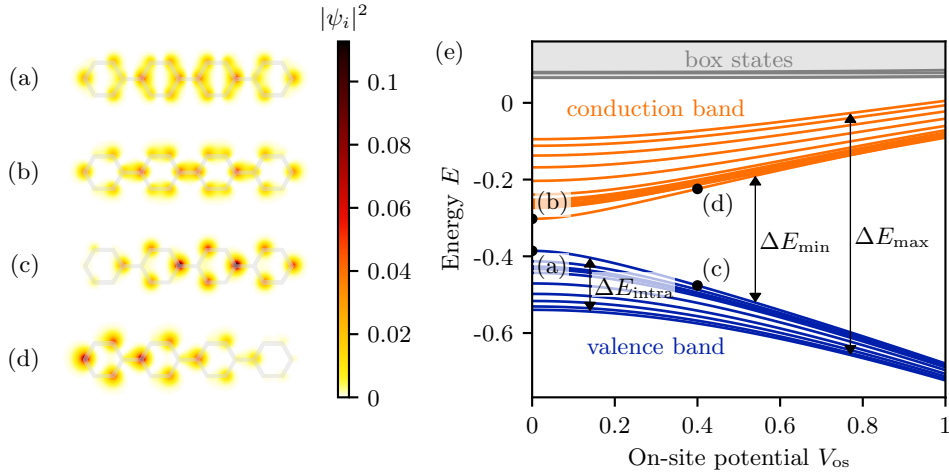 |ψᵢ|²
(a)
(b)
(c)
(d)
0.1
0.08
0.06
0.04
0.02
0
(e)
box states
conduction band
(b)
(d)
ΔE_min
ΔE_max
(a)
(c)
ΔE_intra
valence band
0
-0.2
-0.4
-0.6
Energy E
0
0.2
0.4
0.6
0.8
1
On-site potential V_os